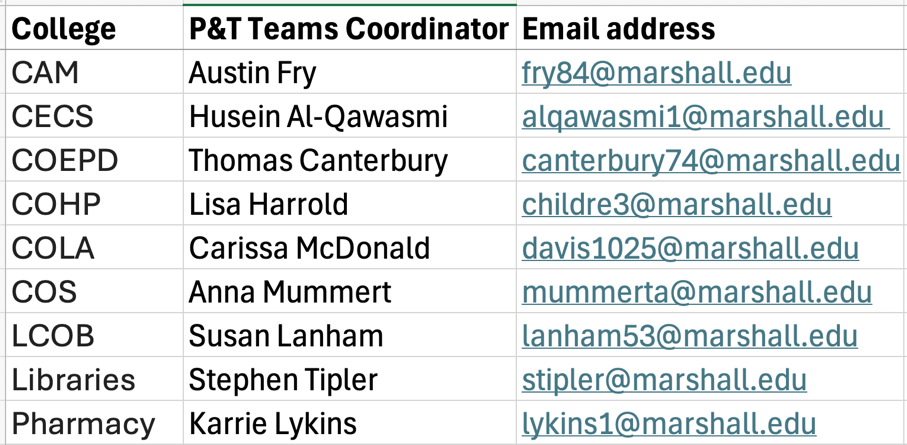 College P&T Teams Coordinator Email address
CAM Austin Fry fry84@marshall.edu
CECS Husein Al-Qawasmi alqawasmi1@marshall.edu
COEPD Thomas Canterbury canterbury74@marshall.edu
COHP Lisa Harrold childre3@marshall.edu
COLA Carissa McDonald davis1025@marshall.edu
COS Anna Mummert mummerta@marshall.edu
LCOB Susan Lanham lanham53@marshall.edu
Libraries Stephen Tipler stipler@marshall.edu
Pharmacy Karrie Lykins lykins1@marshall.edu